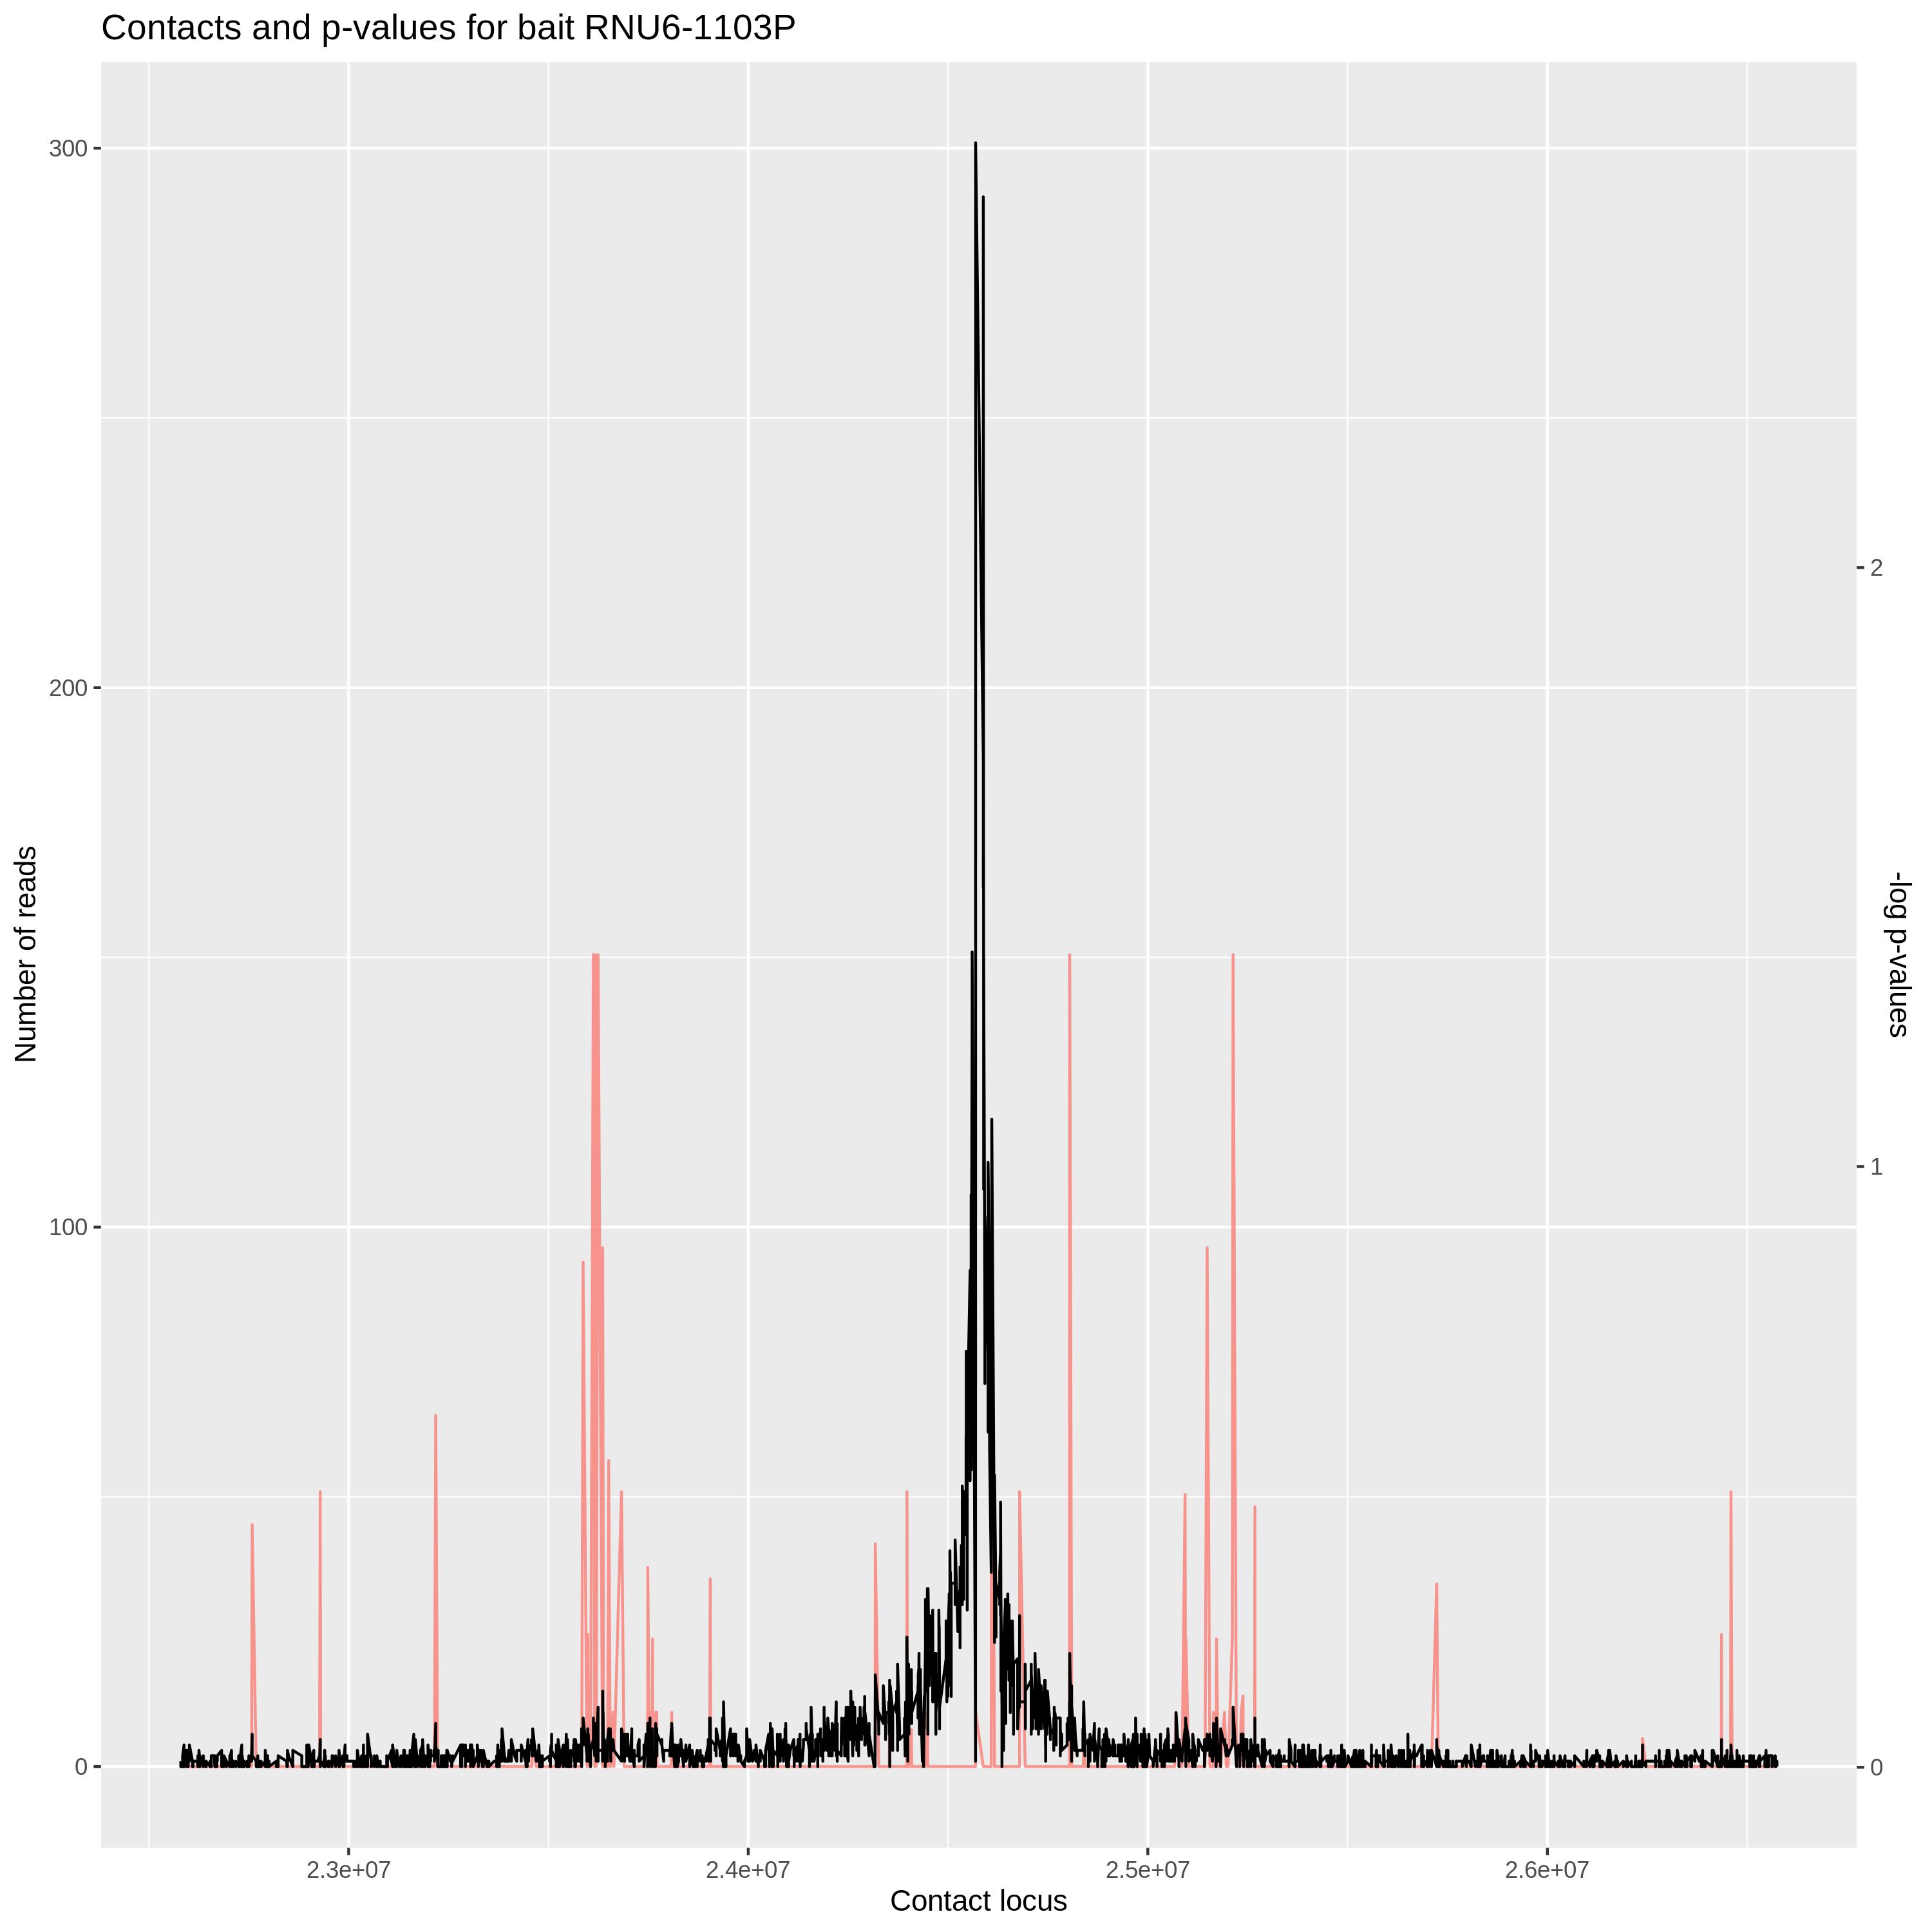 Contacts and p-values for bait RNU6-1103P
300
200
100
0
Number of reads
2
1
0
-log p-values
2.3e+07
2.4e+07
2.5e+07
2.6e+07
Contact locus